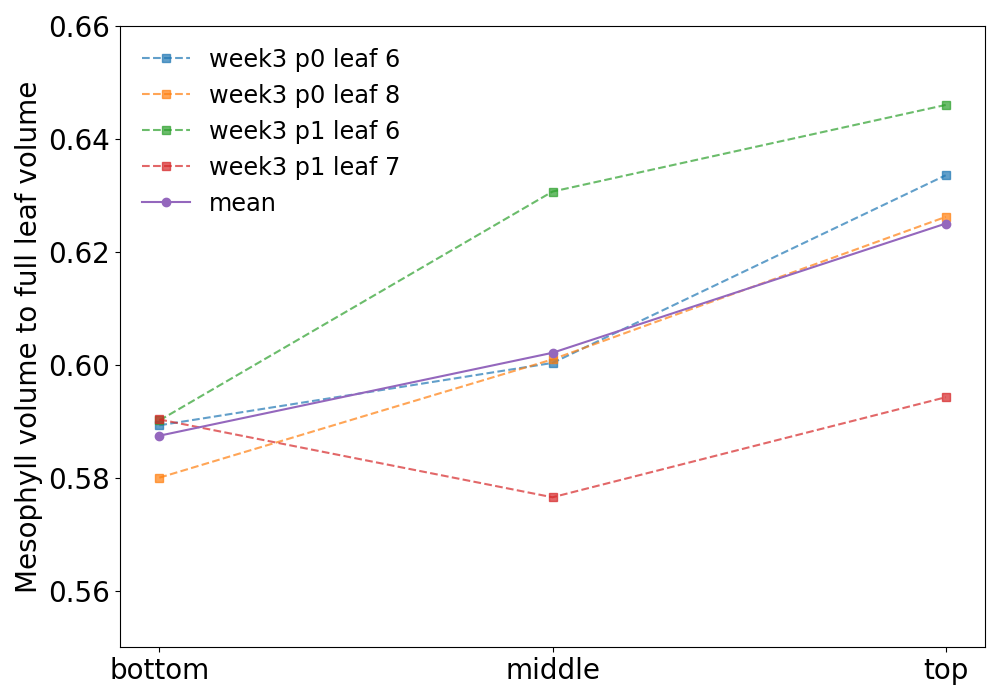 Mesophyll volume to full leaf volume
0.66
0.64
0.62
0.60
0.58
0.56
week3 p0 leaf 6
week3 p0 leaf 8
week3 p1 leaf 6
week3 p1 leaf 7
mean
bottom
middle
top